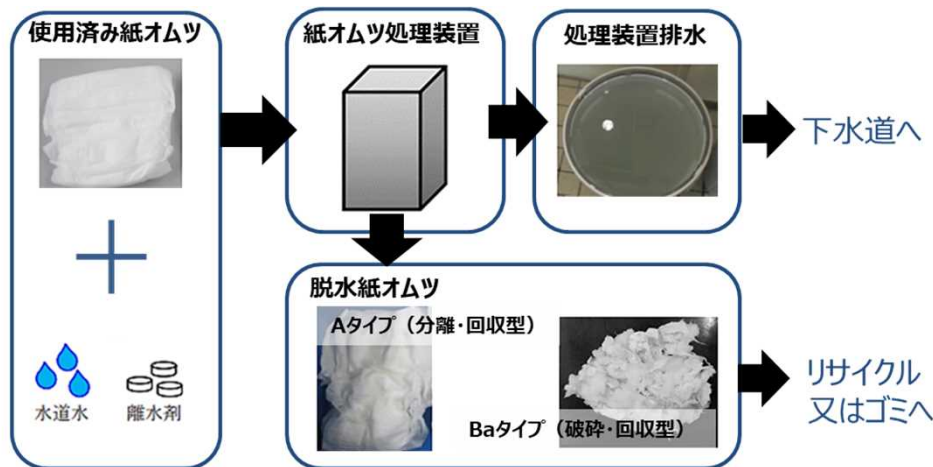 使用済み紙オムツ
水道水
離水剤
紙オムツ処理装置
処理装置排水
下水道へ
脱水紙オムツ
Aタイプ（分離・回収型）
Baタイプ（破砕・回収型）
リサイクル
又はゴミへ